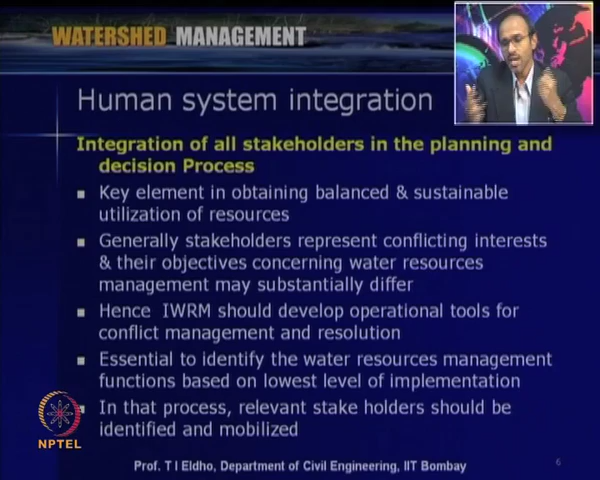 WATERSHED MANAGEMENT
Human system integration
Integration of all stakeholders in the planning and
decision Process
Key element in obtaining balanced & sustainable
utilization of resources
Generally stakeholders represent conflicting interests
& their objectives concerning water resources
management may substantially differ
Hence IWRM should develop operational tools for
conflict management and resolution
Essential to identify the water resources management
functions based on lowest level of implementation
In that process, relevant stake holders should be
identified and mobilized
NPTEL
Prof. T I Eldho, Department of Civil Engineering, IIT Bombay
6